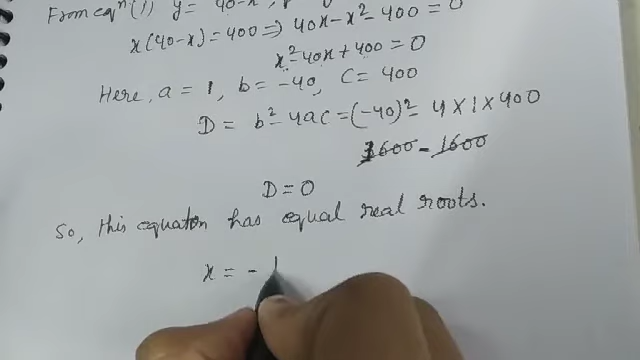 From eqⁿ(1) y = 40-x,
x(40-x)=400 => 40x-x²-400=0
x²-40x+400=0
Here, a = 1, b = -40, c = 400
D = b²-4ac=(-40)²-4×1×400
1600-1600
D=0
So, this equaton has equal real roots.
x = -